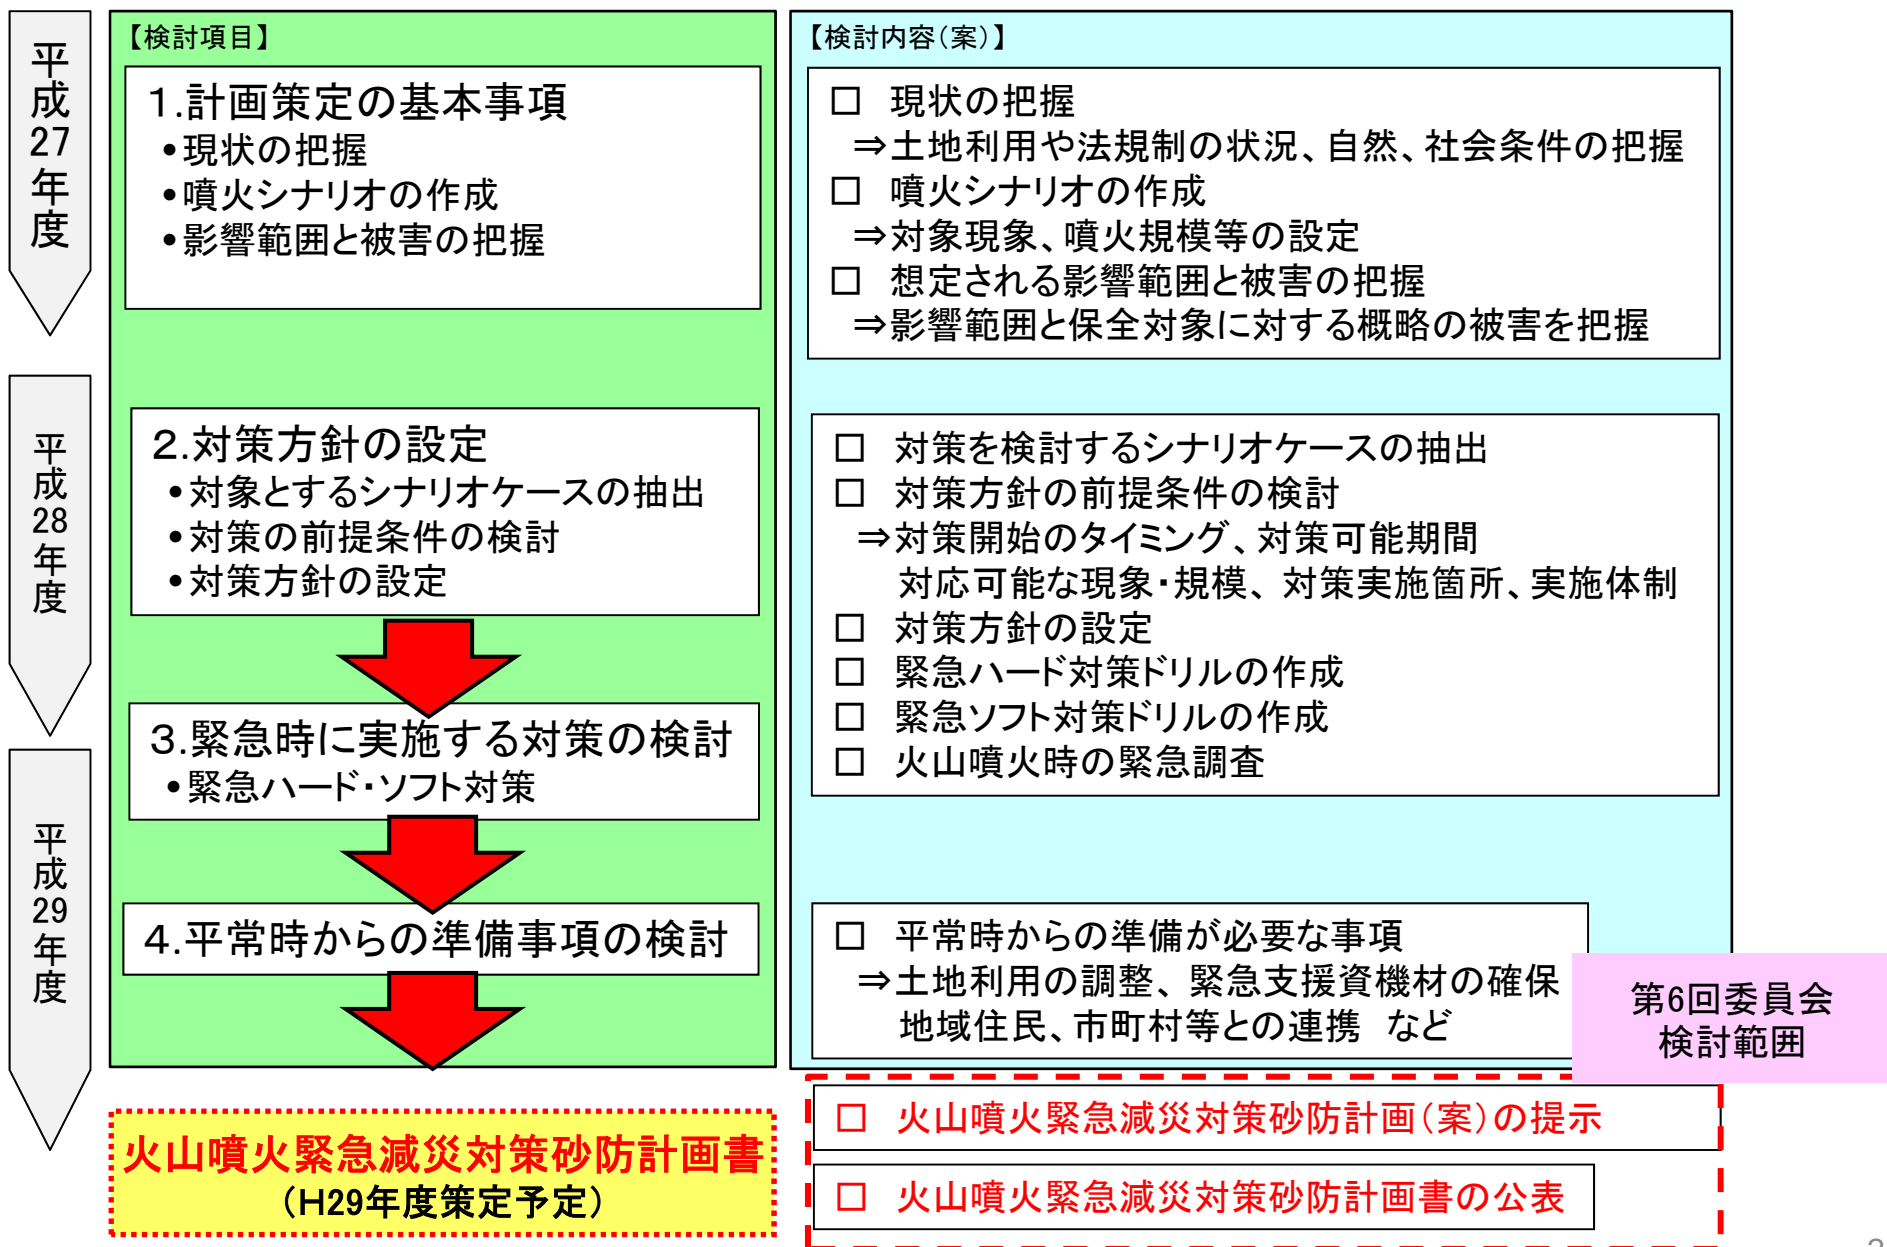 平成27年度
【検討項目】
1.計画策定の基本事項
•現状の把握
•噴火シナリオの作成
•影響範囲と被害の把握
【検討内容(案)】
□ 現状の把握
⇒土地利用や法規制の状況、自然、社会条件の把握
□ 噴火シナリオの作成
⇒対象現象、噴火規模等の設定
□ 想定される影響範囲と被害の把握
⇒影響範囲と保全対象に対する概略の被害を把握
平成28年度
2.対策方針の設定
•対象とするシナリオケースの抽出
•対策の前提条件の検討
•対策方針の設定
3.緊急時に実施する対策の検討
•緊急ハード・ソフト対策
□ 対策を検討するシナリオケースの抽出
□ 対策方針の前提条件の検討
⇒対策開始のタイミング、対策可能期間
対応可能な現象・規模、対策実施箇所、実施体制
□ 対策方針の設定
□ 緊急ハード対策ドリルの作成
□ 緊急ソフト対策ドリルの作成
□ 火山噴火時の緊急調査
平成29年度
4.平常時からの準備事項の検討
□ 平常時からの準備が必要な事項
⇒土地利用の調整、緊急支援資機材の確保
地域住民、市町村等との連携 など
第6回委員会
検討範囲
火山噴火緊急減災対策砂防計画書
(H29年度策定予定)
□ 火山噴火緊急減災対策砂防計画(案)の提示
□ 火山噴火緊急減災対策砂防計画書の公表